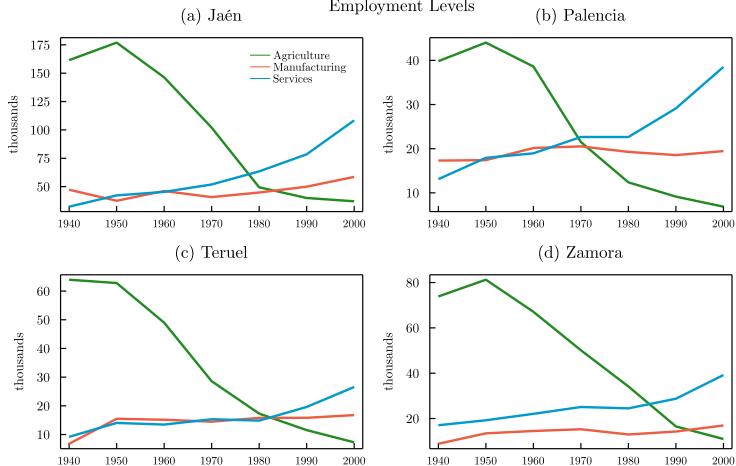 Employment Levels
(a) Jaén
thousands
175
150
125
100
75
50
Agriculture
Manufacturing
Services
1940 1950 1960 1970 1980 1990 2000
(b) Palencia
thousands
40
30
20
10
1940 1950 1960 1970 1980 1990 2000
(c) Teruel
thousands
60
50
40
30
20
10
1940 1950 1960 1970 1980 1990 2000
(d) Zamora
thousands
80
60
40
20
1940 1950 1960 1970 1980 1990 2000